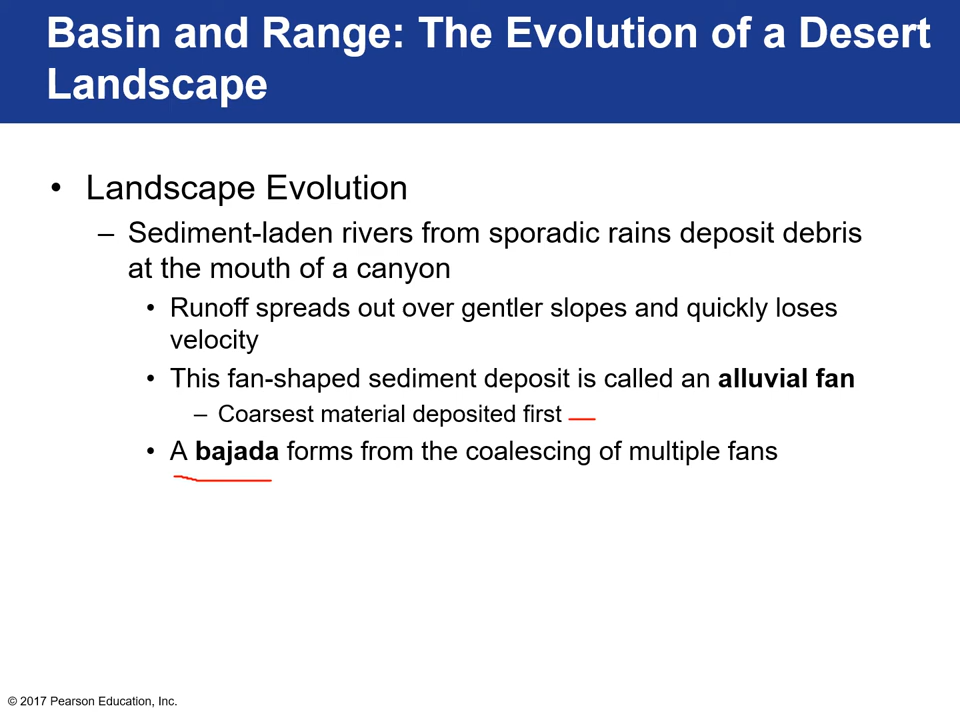 Basin and Range: The Evolution of a Desert
Landscape
• Landscape Evolution
– Sediment-laden rivers from sporadic rains deposit debris
at the mouth of a canyon
• Runoff spreads out over gentler slopes and quickly loses
velocity
• This fan-shaped sediment deposit is called an alluvial fan
– Coarsest material deposited first
• A bajada forms from the coalescing of multiple fans
© 2017 Pearson Education, Inc.